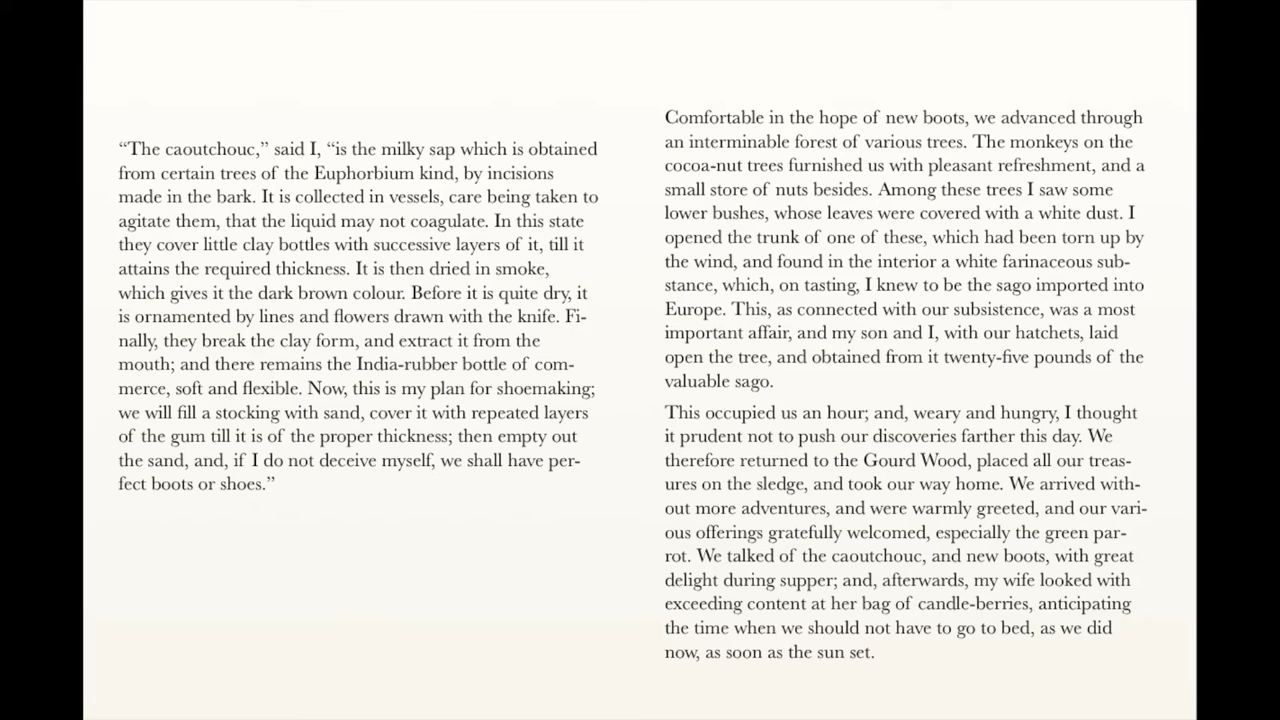 “The caoutchouc,” said I, “is the milky sap which is obtained
from certain trees of the Euphorbium kind, by incisions
made in the bark. It is collected in vessels, care being taken to
agitate them, that the liquid may not coagulate. In this state
they cover little clay bottles with successive layers of it, till it
attains the required thickness. It is then dried in smoke,
which gives it the dark brown colour. Before it is quite dry, it
is ornamented by lines and flowers drawn with the knife. Fi-
nally, they break the clay form, and extract it from the
mouth; and there remains the India-rubber bottle of com-
merce, soft and flexible. Now, this is my plan for shoemaking;
we will fill a stocking with sand, cover it with repeated layers
of the gum till it is of the proper thickness; then empty out
the sand, and, if I do not deceive myself, we shall have per-
fect boots or shoes.”
Comfortable in the hope of new boots, we advanced through
an interminable forest of various trees. The monkeys on the
cocoa-nut trees furnished us with pleasant refreshment, and a
small store of nuts besides. Among these trees I saw some
lower bushes, whose leaves were covered with a white dust. I
opened the trunk of one of these, which had been torn up by
the wind, and found in the interior a white farinaceous sub-
stance, which, on tasting, I knew to be the sago imported into
Europe. This, as connected with our subsistence, was a most
important affair, and my son and I, with our hatchets, laid
open the tree, and obtained from it twenty-five pounds of the
valuable sago.
This occupied us an hour; and, weary and hungry, I thought
it prudent not to push our discoveries farther this day. We
therefore returned to the Gourd Wood, placed all our treas-
ures on the sledge, and took our way home. We arrived with-
out more adventures, and were warmly greeted, and our vari-
ous offerings gratefully welcomed, especially the green par-
rot. We talked of the caoutchouc, and new boots, with great
delight during supper; and, afterwards, my wife looked with
exceeding content at her bag of candle-berries, anticipating
the time when we should not have to go to bed, as we did
now, as soon as the sun set.